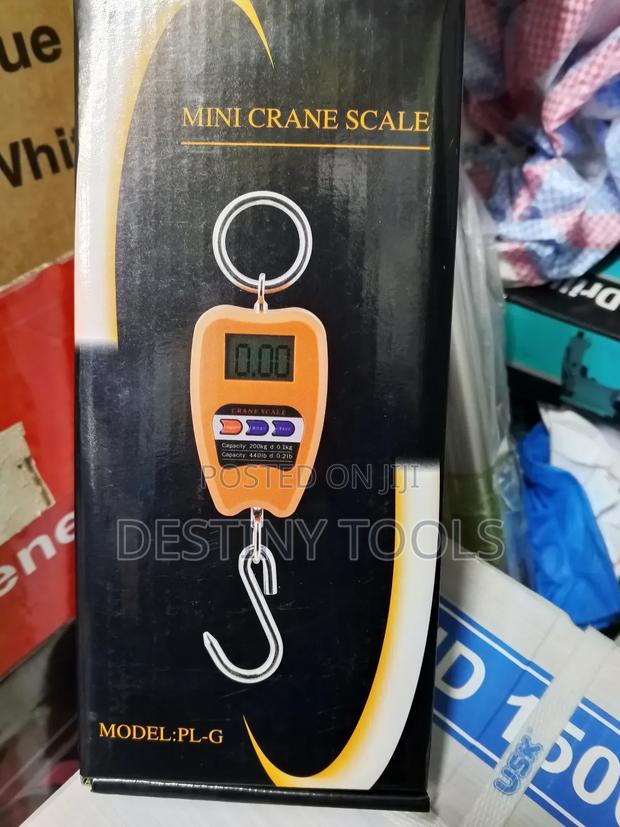 ue
Whi
MINI CRANE SCALE
0.00
CRANE SCALE
Capacity: 200kg d:0.1kg
Capacity: 440lb d:0.2lb
POSTED ON JIJI
DESTINY TOOLS
ene
MODEL:PL-G
D 1500
USK